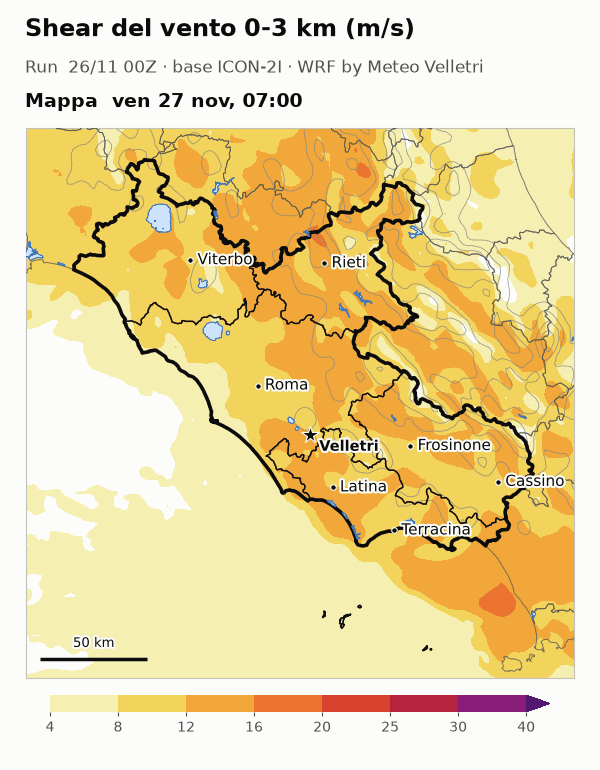 Shear del vento 0-3 km (m/s)
Run  26/11 00Z · base ICON-2I · WRF by Meteo Velletri
Mappa  ven 27 nov, 07:00
Viterbo
Rieti
Roma
Velletri
Frosinone
Latina
Cassino
Terracina
50 km
4 8 12 16 20 25 30 40